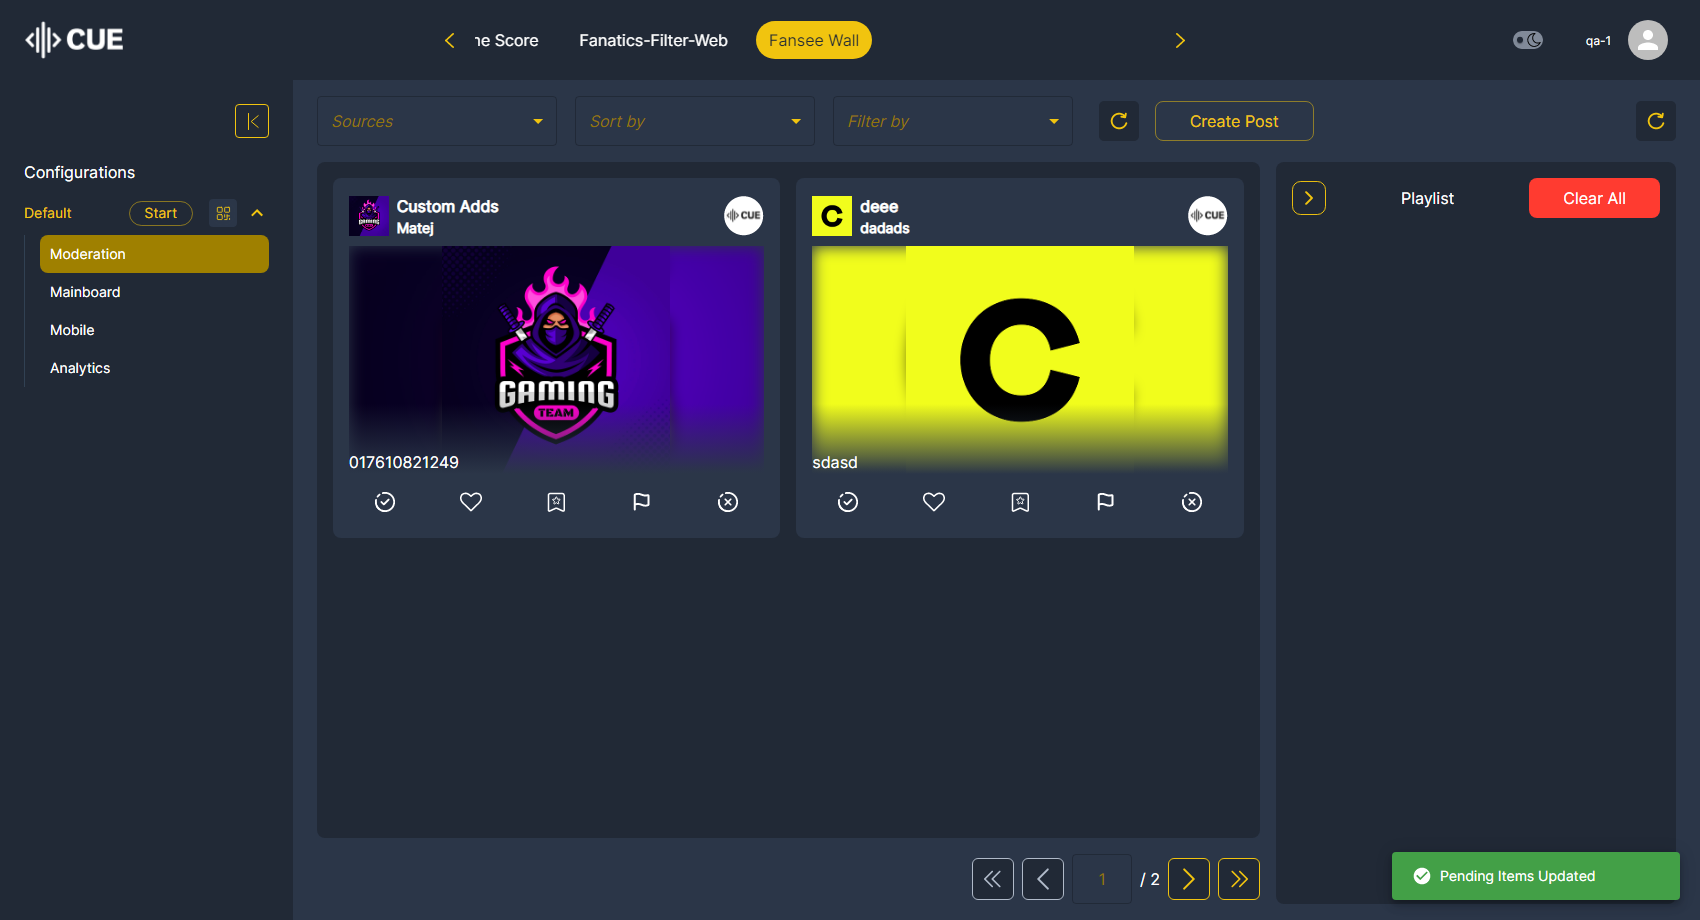 CUE
ne Score
Fanatics-Filter-Web
Fansee Wall
qa-1
Sources
Sort by
Filter by
Create Post
Configurations
Default
Start
Moderation
Mainboard
Mobile
Analytics
Custom Adds
Matej
CUE
GAMING
TEAM
017610821249
deee
dadads
C
CUE
C
sdasd
Playlist
Clear All
1
/ 2
Pending Items Updated